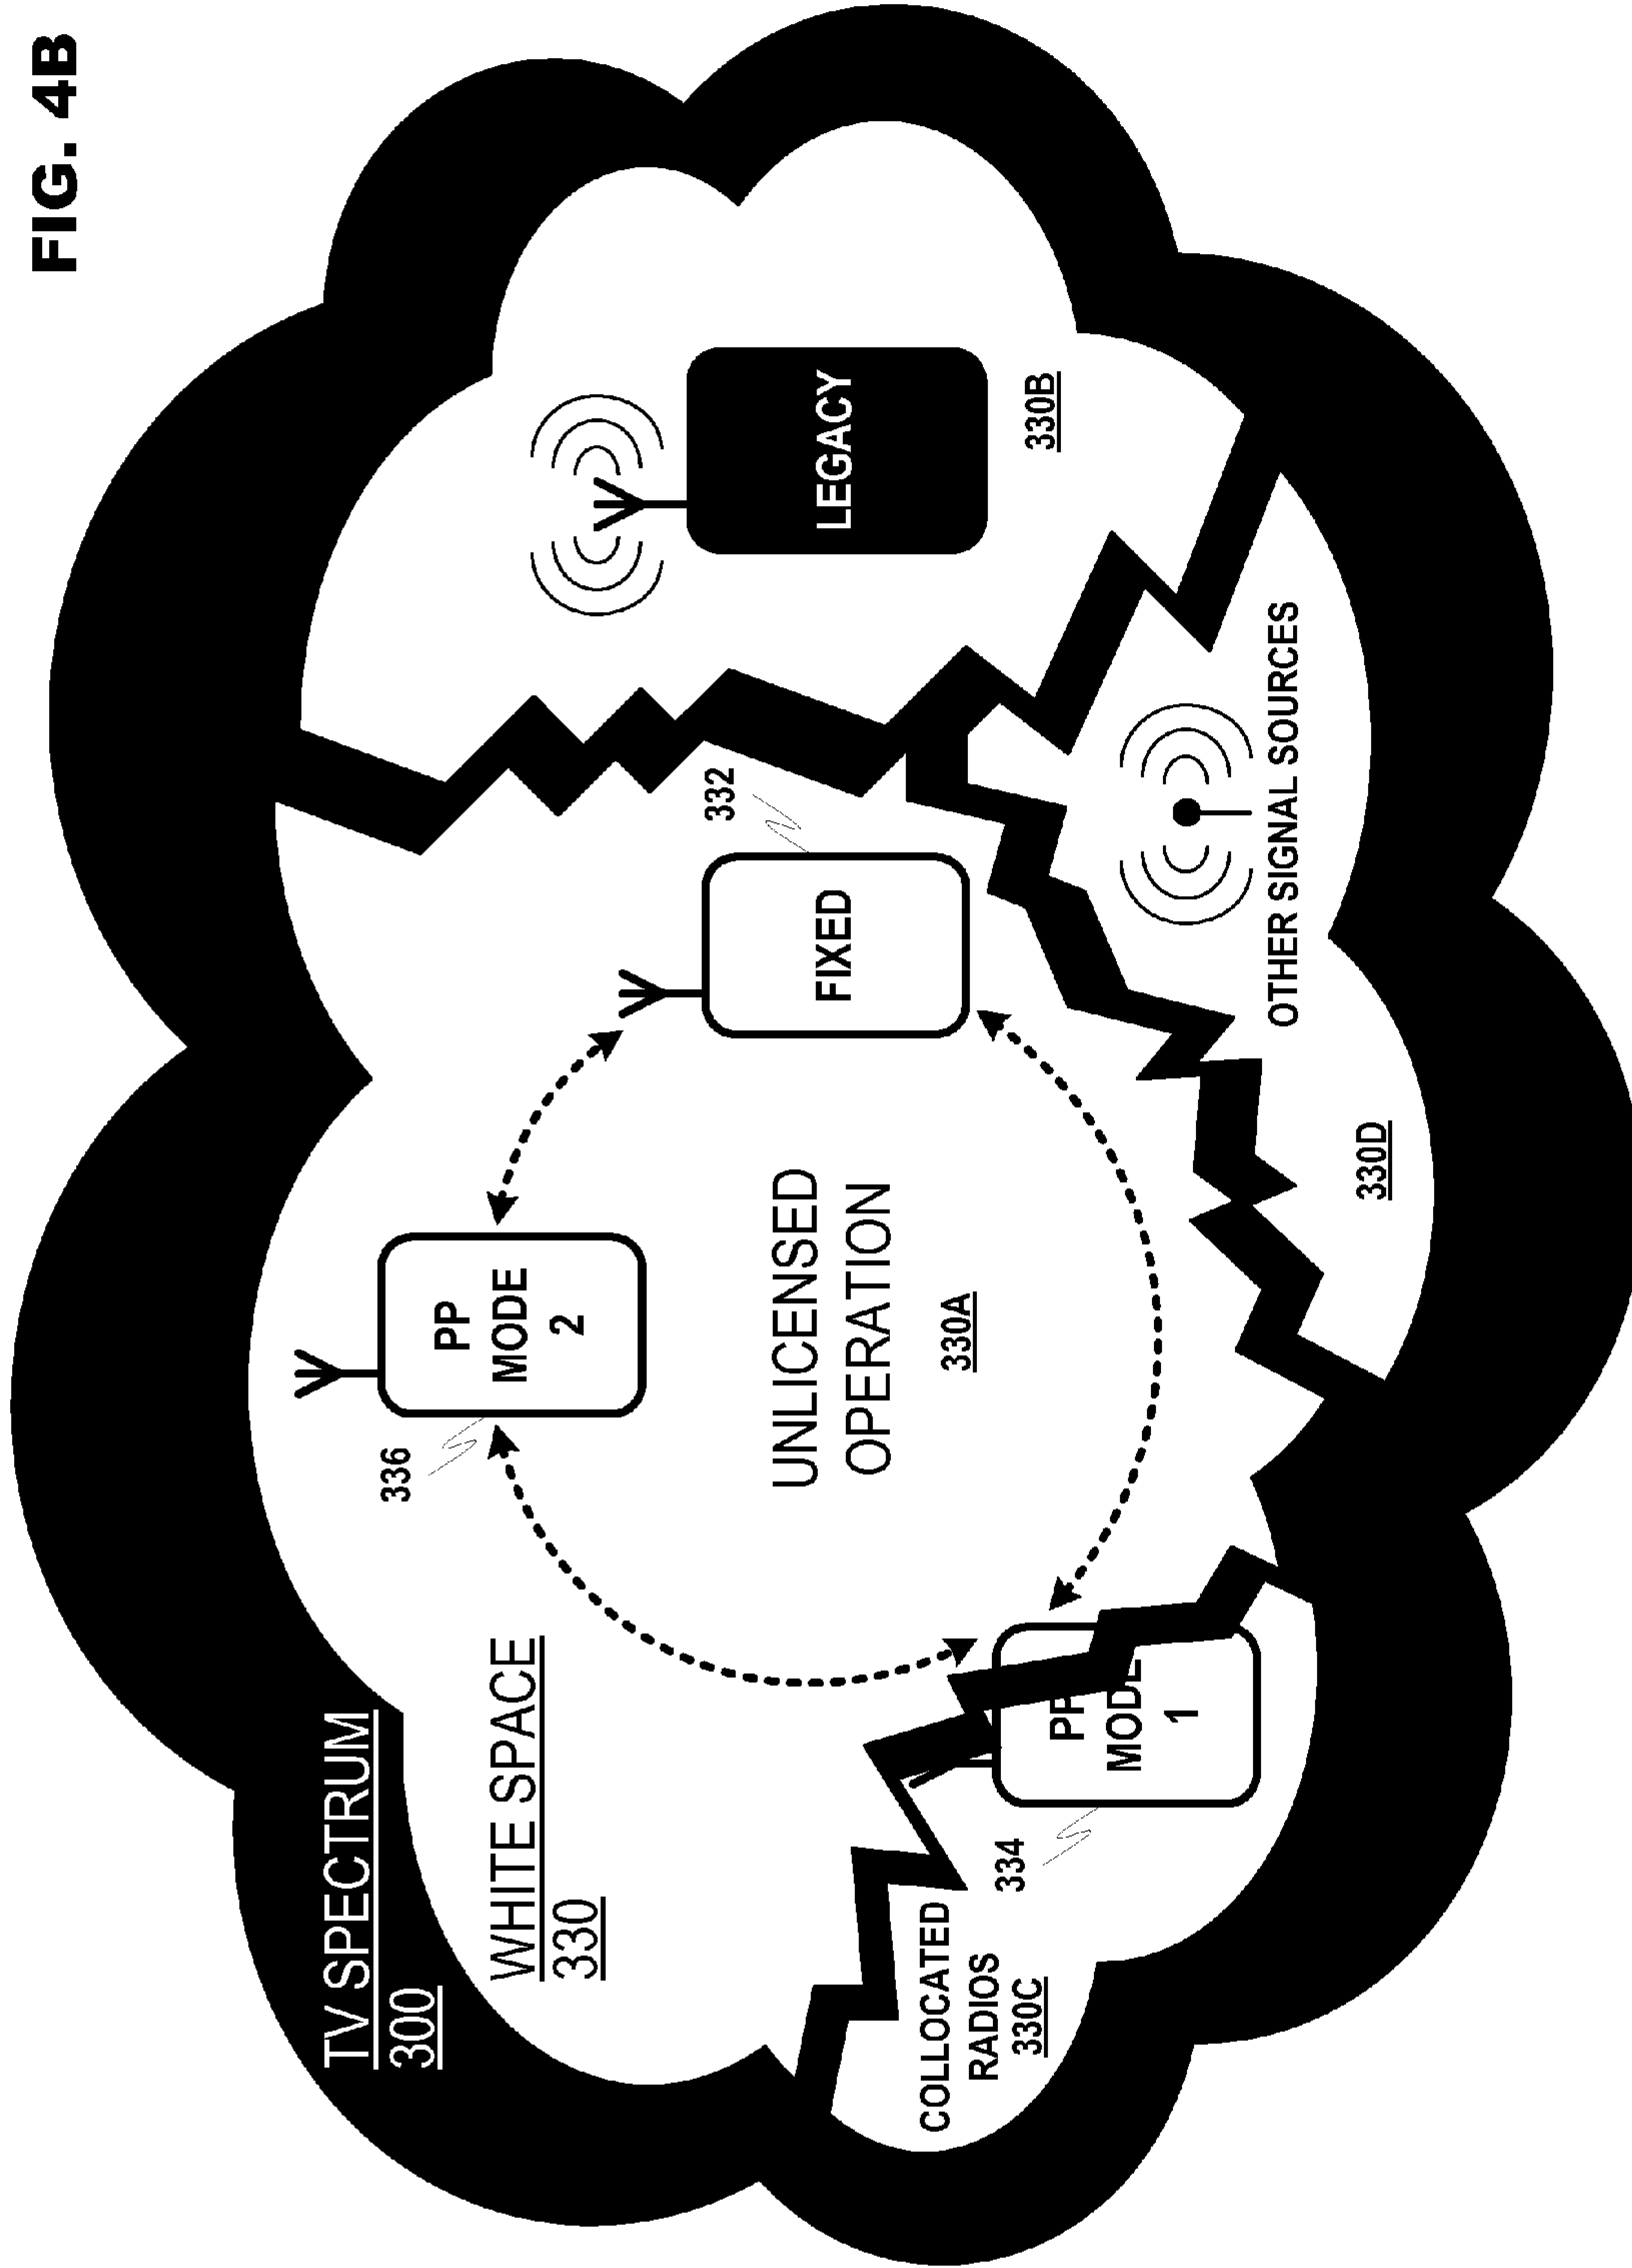 FIG. 4B
TV SPECTRUM
300
WHITE SPACE
330
336
PP
MODE
2
332
FIXED
LEGACY
330B
UNLICENSED
OPERATION
330A
COLLOCATED
RADIOS
330C
334
PP
MODE
1
OTHER SIGNAL SOURCES
330D